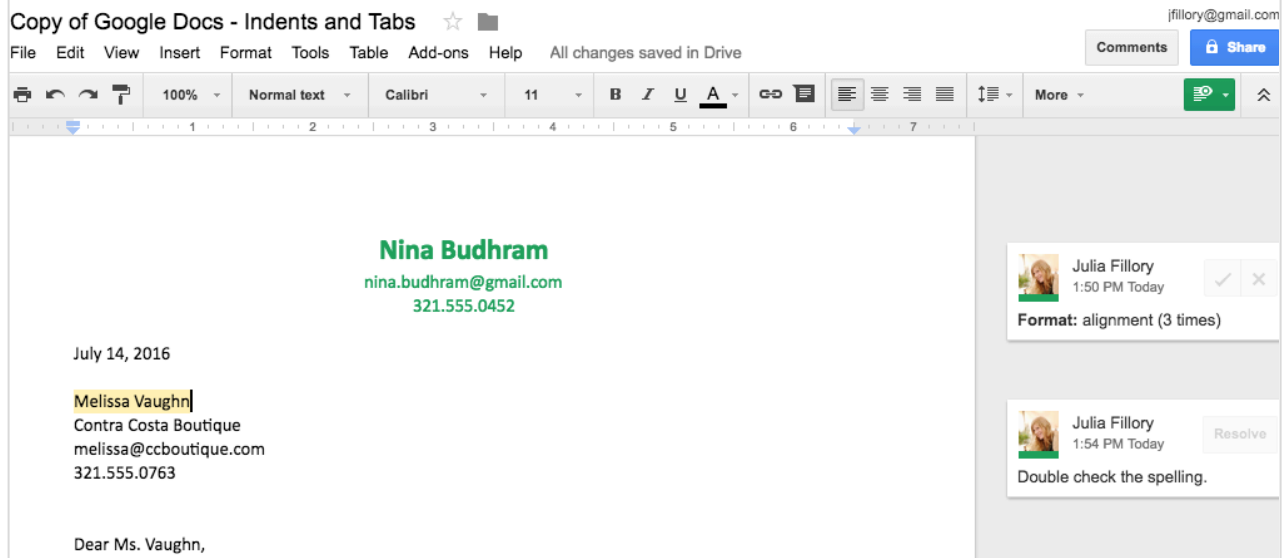 jfillory@gmail.com
Copy of Google Docs - Indents and Tabs
File Edit View Insert Format Tools Table Add-ons Help All changes saved in Drive
Comments Share
100% Normal text Calibri 11 B I U A More
1 2 3 4 5 6 7
Nina Budhram
nina.budhram@gmail.com
321.555.0452
July 14, 2016
Melissa Vaughn
Contra Costa Boutique
melissa@ccboutique.com
321.555.0763
Dear Ms. Vaughn,
Julia Fillory
1:50 PM Today
Format: alignment (3 times)
Julia Fillory
1:54 PM Today
Resolve
Double check the spelling.